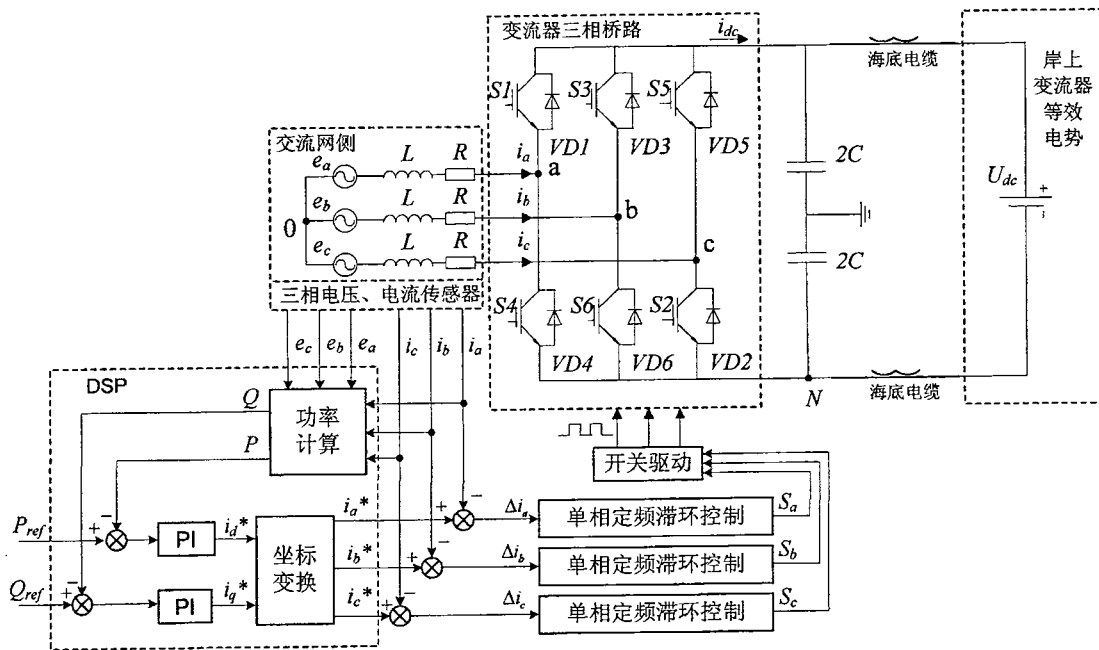 变流器三相桥路
i_dc
海底电缆
岸上
变流器
等效
电势
S1
S3
S5
VD1
VD3
VD5
交流网侧
e_a
L
R
i_a
a
e_b
L
R
i_b
b
0
e_c
L
R
i_c
c
2C
2C
U_dc
+
三相电压、电流传感器
S4
S6
S2
VD4
VD6
VD2
N
海底电缆
e_c
e_b
e_a
i_c
i_b
i_a
DSP
Q
P
功率
计算
开关驱动
P_ref
+
−
PI
i_d*
坐标
变换
i_a*
+
−
Δi_a
单相定频滞环控制
S_a
i_b*
+
−
Δi_b
单相定频滞环控制
S_b
Q_ref
+
−
PI
i_q*
i_c*
+
−
Δi_c
单相定频滞环控制
S_c